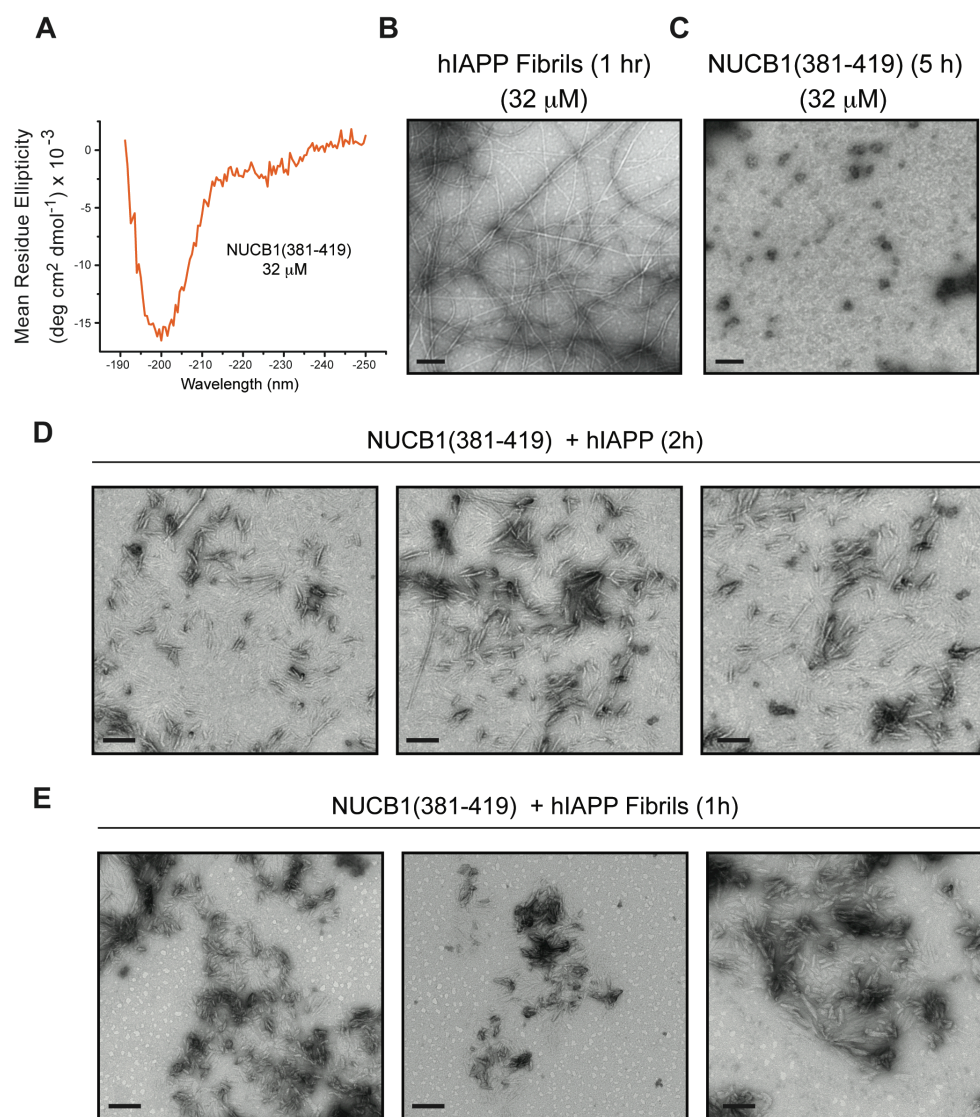 A
B
C
hIAPP Fibrils (1 hr)
(32 μM)
NUCB1(381-419) (5 h)
(32 μM)
Mean Residue Ellipticity
(deg cm² dmol⁻¹) x 10⁻³
0
-5
-10
-15
NUCB1(381-419)
32 μM
-190 -200 -210 -220 -230 -240 -250
Wavelength (nm)
D
NUCB1(381-419) + hIAPP (2h)
E
NUCB1(381-419) + hIAPP Fibrils (1h)